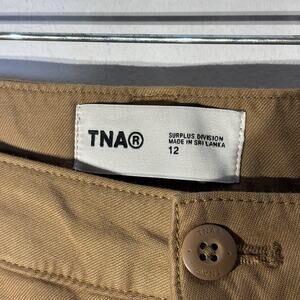 TNA®
SURPLUS DIVISION
MADE IN SRI LANKA
12